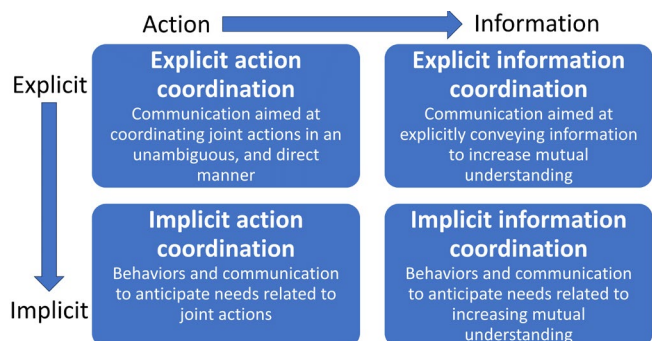 Action
Information
Explicit
Explicit action
coordination
Communication aimed at
coordinating joint actions in an
unambiguous, and direct
manner
Explicit information
coordination
Communication aimed at
explicitly conveying information
to increase mutual
understanding
Implicit
Implicit action
coordination
Behaviors and communication
to anticipate needs related to
joint actions
Implicit information
coordination
Behaviors and communication
to anticipate needs related to
increasing mutual
understanding